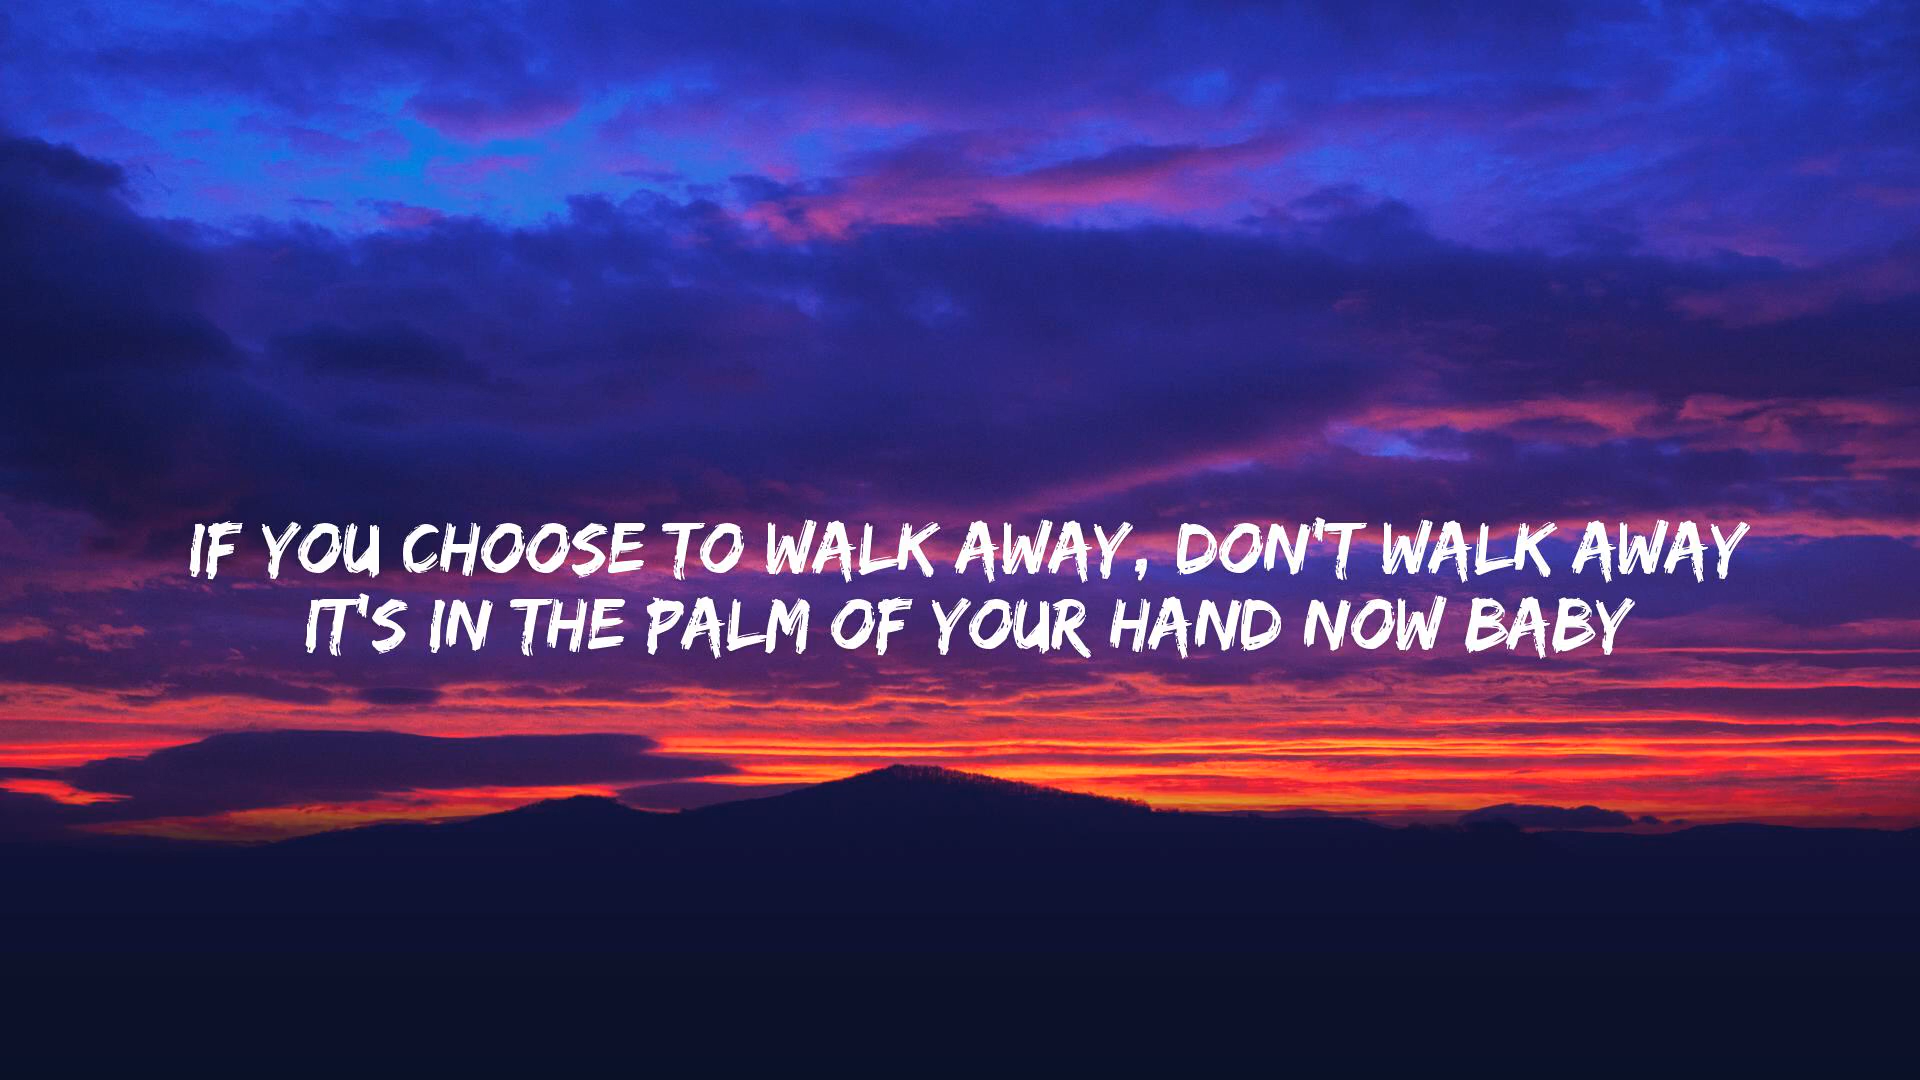 IF YOU CHOOSE TO WALK AWAY, DON'T WALK AWAY
IT'S IN THE PALM OF YOUR HAND NOW BABY